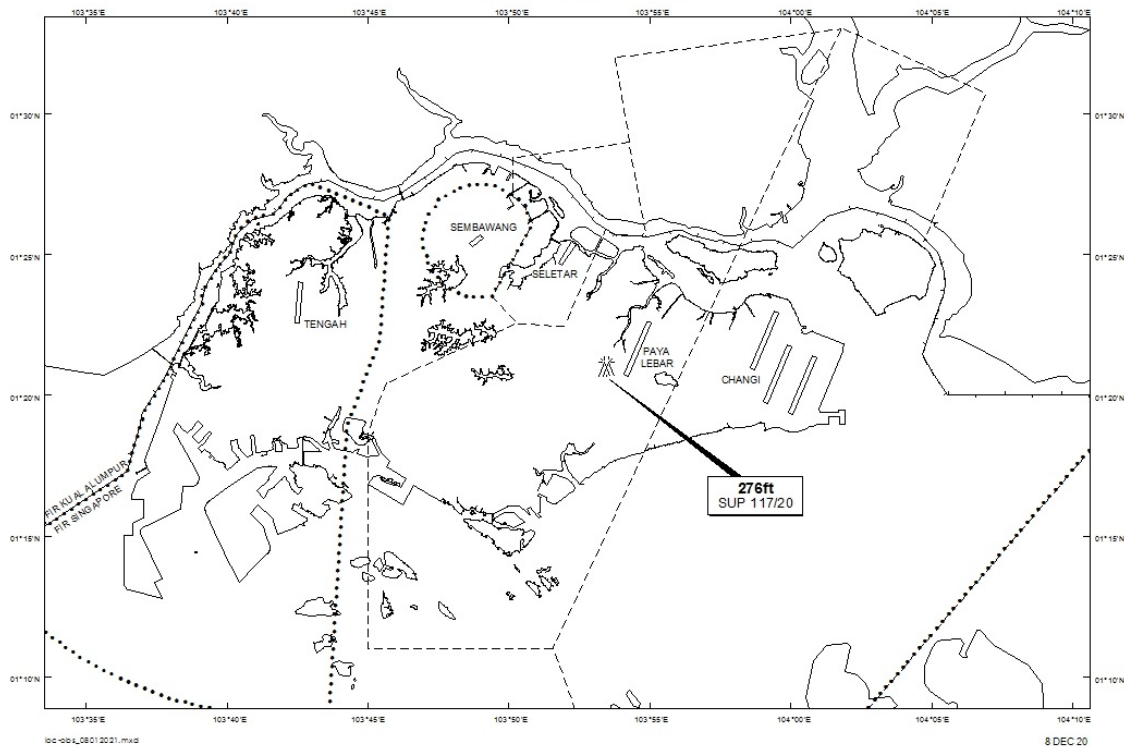 103°35'E 103°40'E 103°45'E 103°50'E 103°55'E 104°00'E 104°05'E 104°10'E
01°30'N 01°30'N
SEMBAWANG
01°25'N 01°25'N
SELETAR
TENGAH
PAYA
LEBAR
CHANGI
01°20'N 01°20'N
FIR KUALA LUMPUR
FIR SINGAPORE
276ft
SUP 117/20
01°15'N 01°15'N
01°10'N 01°10'N
103°35'E 103°40'E 103°45'E 103°50'E 103°55'E 104°00'E 104°05'E 104°10'E
loc-obs_08012021.mxd 8 DEC 20